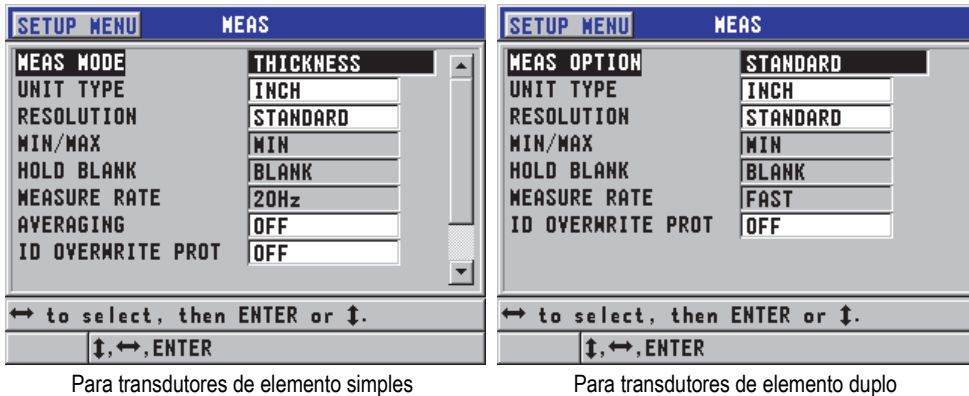 SETUP MENU MEAS
MEAS MODE THICKNESS
UNIT TYPE INCH
RESOLUTION STANDARD
MIN/MAX MIN
HOLD BLANK BLANK
MEASURE RATE 20Hz
AVERAGING OFF
ID OVERWRITE PROT OFF
↔ to select, then ENTER or ↕.
↕,↔,ENTER
Para transdutores de elemento simples
SETUP MENU MEAS
MEAS OPTION STANDARD
UNIT TYPE INCH
RESOLUTION STANDARD
MIN/MAX MIN
HOLD BLANK BLANK
MEASURE RATE FAST
ID OVERWRITE PROT OFF
↔ to select, then ENTER or ↕.
↕,↔,ENTER
Para transdutores de elemento duplo